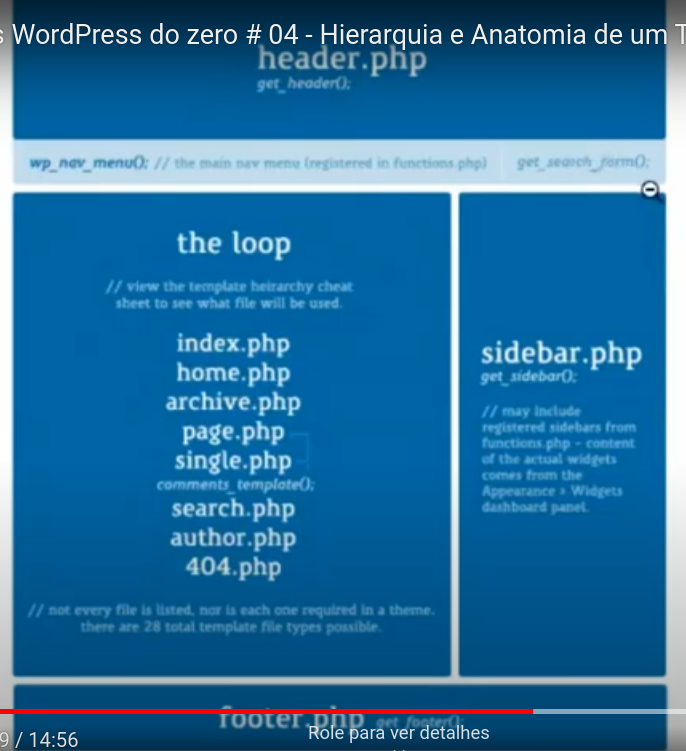 WordPress do zero # 04 - Hierarquia e Anatomia de um
header.php
get_header();
wp_nav_menu(); // the main nav menu (registered in functions.php)
get_search_form();
the loop
// view the template heirarchy cheat
sheet to see what file will be used.
index.php
home.php
archive.php
page.php
single.php
comments_template();
search.php
author.php
404.php
// not every file is listed, nor is each one required in a theme.
there are 28 total template file types possible.
sidebar.php
get_sidebar();
// may include
registered sidebars from
functions.php - content
of the actual widgets
comes from the
Appearance > Widgets
dashboard panel.
footer.php get_footer();
9 / 14:56
Role para ver detalhes